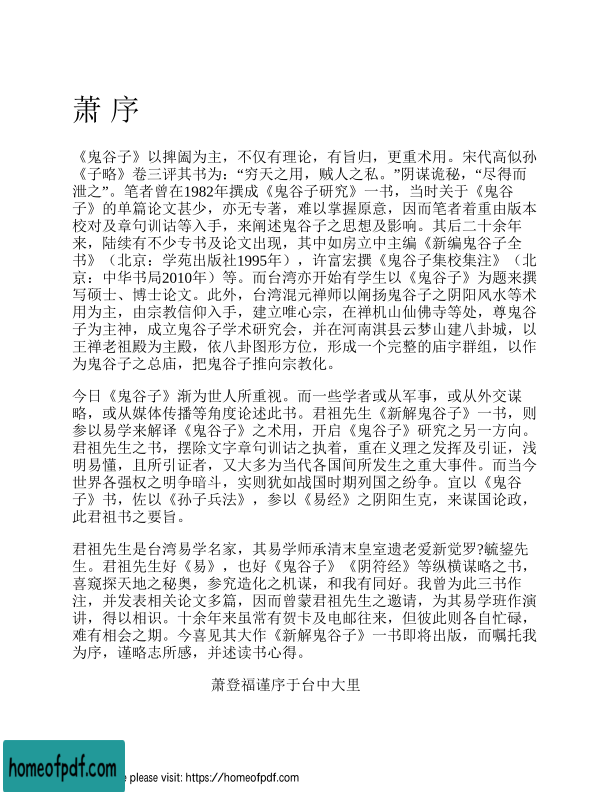 萧 序
《鬼谷子》以捭阖为主，不仅有理论，有旨归，更重术用。宋代高似孙
《子略》卷三评其书为：“穷天之用，贼人之私。”阴谋诡秘，“尽得而
泄之”。笔者曾在1982年撰成《鬼谷子研究》一书，当时关于《鬼谷
子》的单篇论文甚少，亦无专著，难以掌握原意，因而笔者着重由版本
校对及章句训诂等入手，来阐述鬼谷子之思想及影响。其后二十余年
来，陆续有不少专书及论文出现，其中如房立中主编《新编鬼谷子全
书》（北京：学苑出版社1995年），许富宏撰《鬼谷子集校集注》（北
京：中华书局2010年）等。而台湾亦开始有学生以《鬼谷子》为题来撰
写硕士、博士论文。此外，台湾混元禅师以阐扬鬼谷子之阴阳风水等术
用为主，由宗教信仰入手，建立唯心宗，在禅机山仙佛寺等处，尊鬼谷
子为主神，成立鬼谷子学术研究会，并在河南淇县云梦山建八卦城，以
王禅老祖殿为主殿，依八卦图形方位，形成一个完整的庙宇群组，以作
为鬼谷子之总庙，把鬼谷子推向宗教化。
今日《鬼谷子》渐为世人所重视。而一些学者或从军事，或从外交谋
略，或从媒体传播等角度论述此书。君祖先生《新解鬼谷子》一书，则
参以易学来解译《鬼谷子》之术用，开启《鬼谷子》研究之另一方向。
君祖先生之书，摆除文字章句训诂之执着，重在义理之发挥及引证，浅
明易懂，且所引证者，又大多为当代各国间所发生之重大事件。而当今
世界各强权之明争暗斗，实则犹如战国时期列国之纷争。宜以《鬼谷
子》书，佐以《孙子兵法》，参以《易经》之阴阳生克，来谋国论政，
此君祖书之要旨。
君祖先生是台湾易学名家，其易学师承清末皇室遗老爱新觉罗?毓鋆先
生。君祖先生好《易》，也好《鬼谷子》《阴符经》等纵横谋略之书，
喜窥探天地之秘奥，参究造化之机谋，和我有同好。我曾为此三书作
注，并发表相关论文多篇，因而曾蒙君祖先生之邀请，为其易学班作演
讲，得以相识。十余年来虽常有贺卡及电邮往来，但彼此则各自忙碌，
难有相会之期。今喜见其大作《新解鬼谷子》一书即将出版，而嘱托我
为序，谨略志所感，并述读书心得。
萧登福谨序于台中大里
homeofpdf.com
e please visit: https://homeofpdf.com